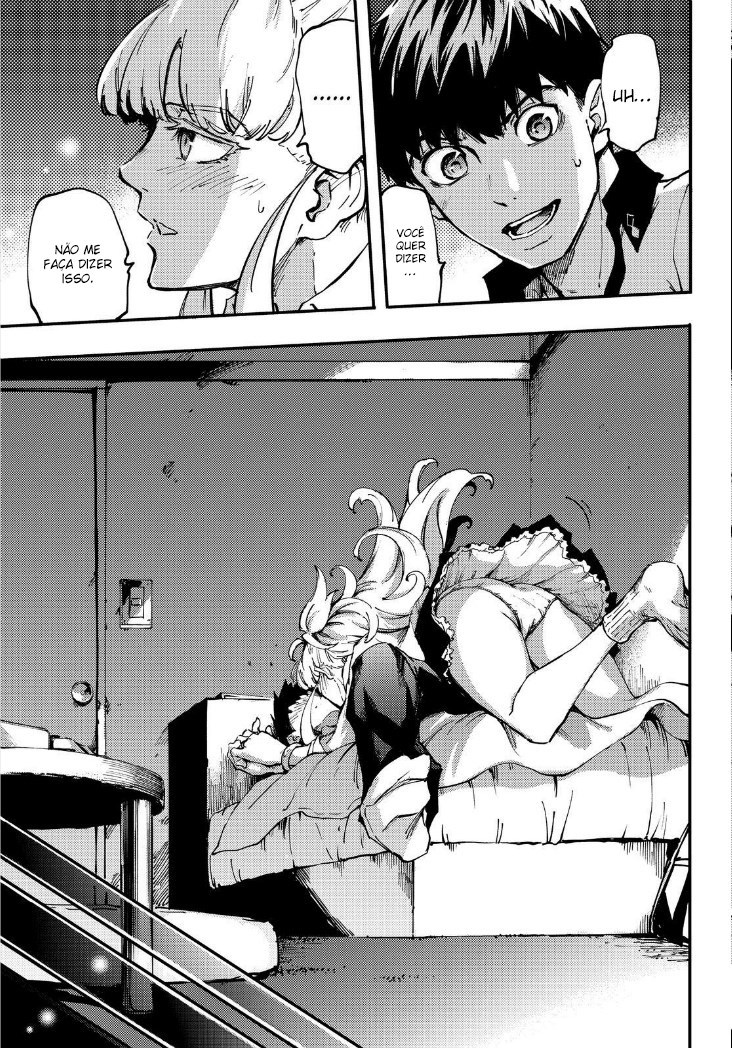 UH...
VOCÊ
QUER
DIZER
...
.......
NÃO ME
FAÇA DIZER
ISSO.